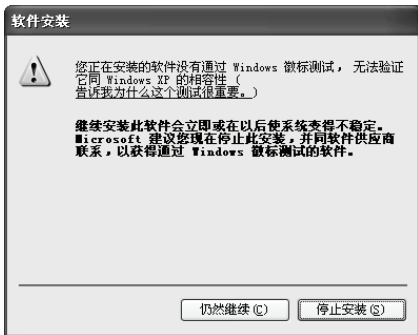 软件安装
您正在安装的软件没有通过 Windows 徽标测试， 无法验证
它同 Windows XP 的相容性 (
告诉我为什么这个测试很重要。)
继续安装此软件会立即或在以后使系统变得不稳定。
Microsoft 建议您现在停止此安装，并同软件供应商
联系，以获得通过 Windows 徽标测试的软件。
仍然继续(C)
停止安装(S)